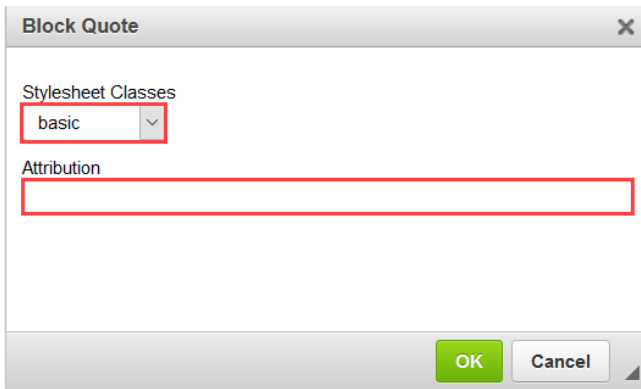 Block Quote
Stylesheet Classes
basic
Attribution
OK Cancel